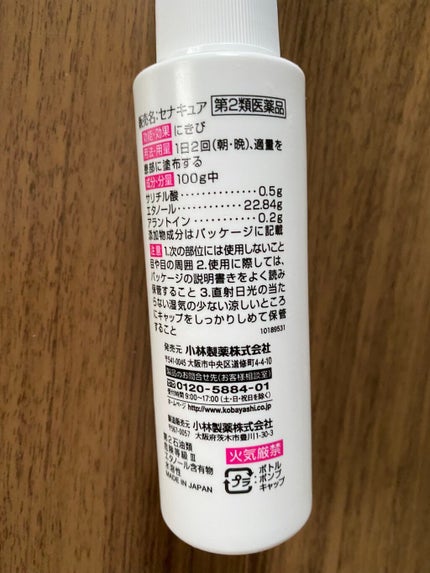 販売名:セナキュア 第2類医薬品
効能・効果 にきび
用法・用量 1日2回(朝・晩)、適量を
患部に塗布する
成分・分量 100g中
サリチル酸‥‥‥‥‥‥‥0.5g
エタノール‥‥‥‥‥‥22.84g
アラントイン‥‥‥‥‥‥0.2g
添加物成分はパッケージに記載
注意 1.次の部位には使用しないこと
目や目の周囲 2.使用に際しては、
パッケージの説明書きをよく読み
保管すること 3.直射日光の当た
らない湿気の少ない涼しいところ
にキャップをしっかりしめて保管
すること
10189531
発売元 小林製薬株式会社
〒541-0045 大阪市中央区道修町4-4-10
製品のお問合せ先(お客様相談室)
0120-5884-01
受付時間 9:00〜17:00 (土・日・祝日を除く)
ホームページ http://www.kobayashi.co.jp
製造販売元 小林製薬株式会社
〒567-0057 大阪府茨木市豊川1-30-3
第2石油類
危険等級 Ⅲ
エタノール含有物
水溶性
MADE IN JAPAN
火気厳禁
プラ
ボトル
ポンプ
キャップ